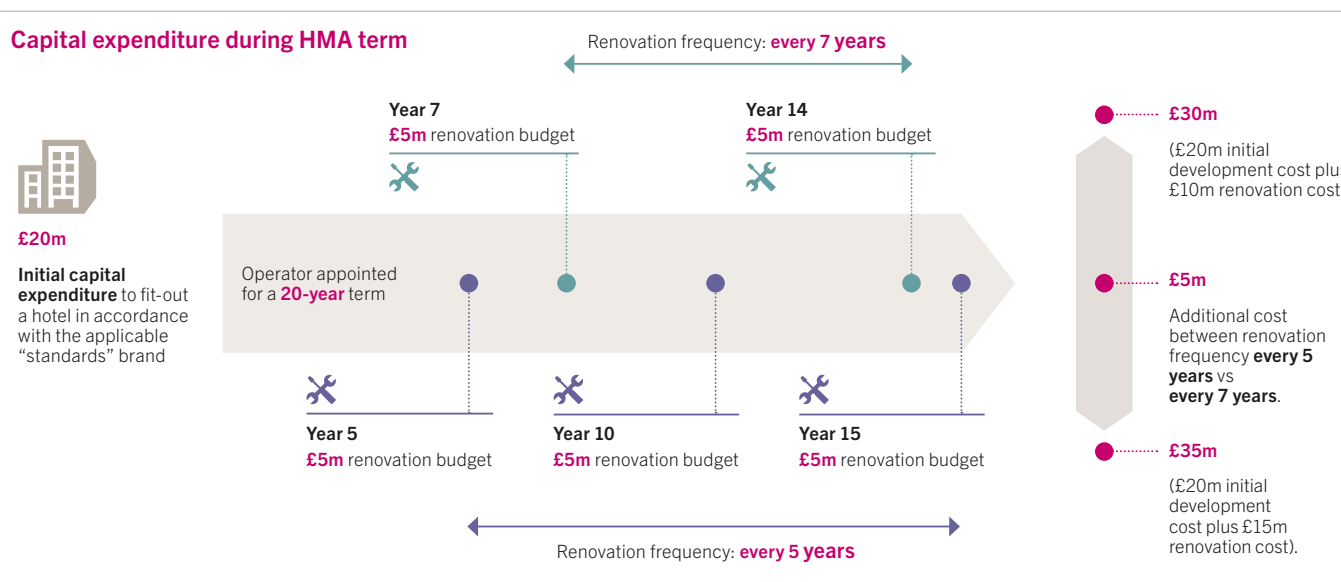 Capital expenditure during HMA term
Renovation frequency: every 7 years
Year 7
£5m renovation budget
Year 14
£5m renovation budget
£20m
Initial capital
expenditure to fit-out
a hotel in accordance
with the applicable
“standards” brand
Operator appointed
for a 20-year term
Year 5
£5m renovation budget
Year 10
£5m renovation budget
Year 15
£5m renovation budget
Renovation frequency: every 5 years
£30m
(£20m initial
development cost plus
£10m renovation cost
£5m
Additional cost
between renovation
frequency every 5
years vs
every 7 years.
£35m
(£20m initial
development
cost plus £15m
renovation cost).